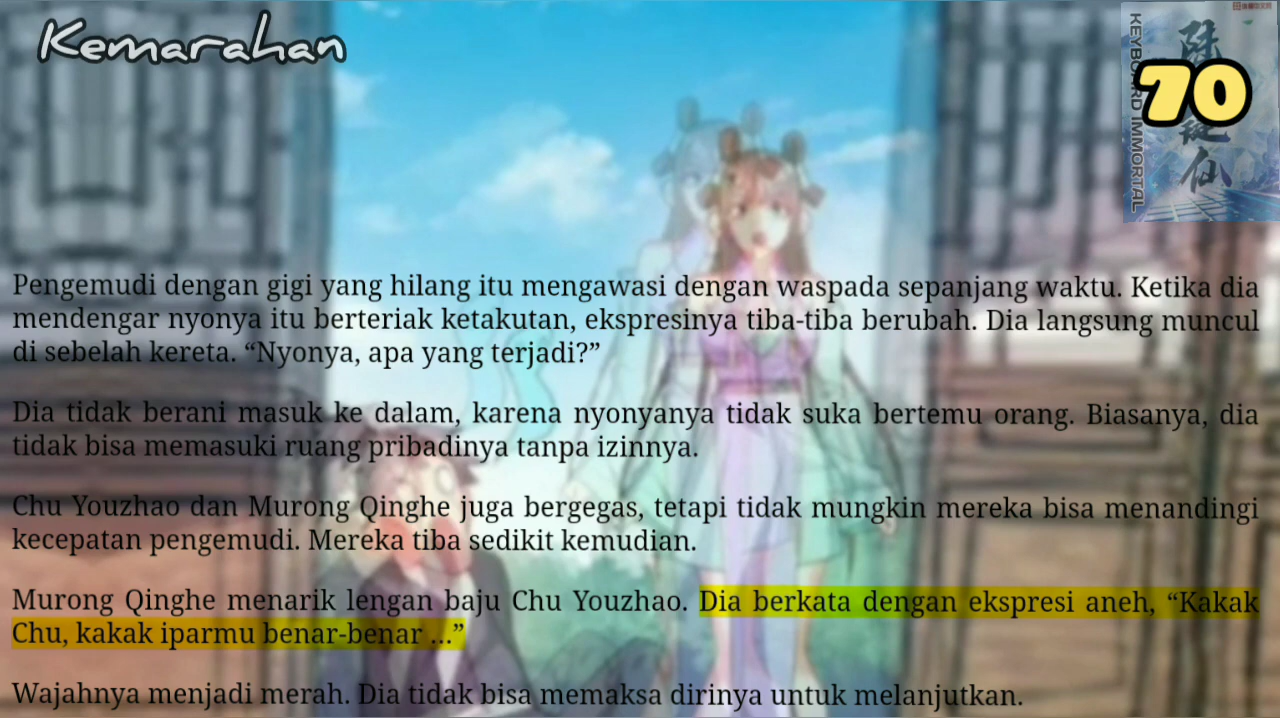 Kemarahan
70
KEYBOARD IMMORTAL
仙
Pengemudi dengan gigi yang hilang itu mengawasi dengan waspada sepanjang waktu. Ketika dia
mendengar nyonya itu berteriak ketakutan, ekspresinya tiba-tiba berubah. Dia langsung muncul
di sebelah kereta. “Nyonya, apa yang terjadi?”
Dia tidak berani masuk ke dalam, karena nyonyanya tidak suka bertemu orang. Biasanya, dia
tidak bisa memasuki ruang pribadinya tanpa izinnya.
Chu Youzhao dan Murong Qinghe juga bergegas, tetapi tidak mungkin mereka bisa menandingi
kecepatan pengemudi. Mereka tiba sedikit kemudian.
Murong Qinghe menarik lengan baju Chu Youzhao. Dia berkata dengan ekspresi aneh, “Kakak
Chu, kakak iparmu benar-benar ...”
Wajahnya menjadi merah. Dia tidak bisa memaksa dirinya untuk melanjutkan.